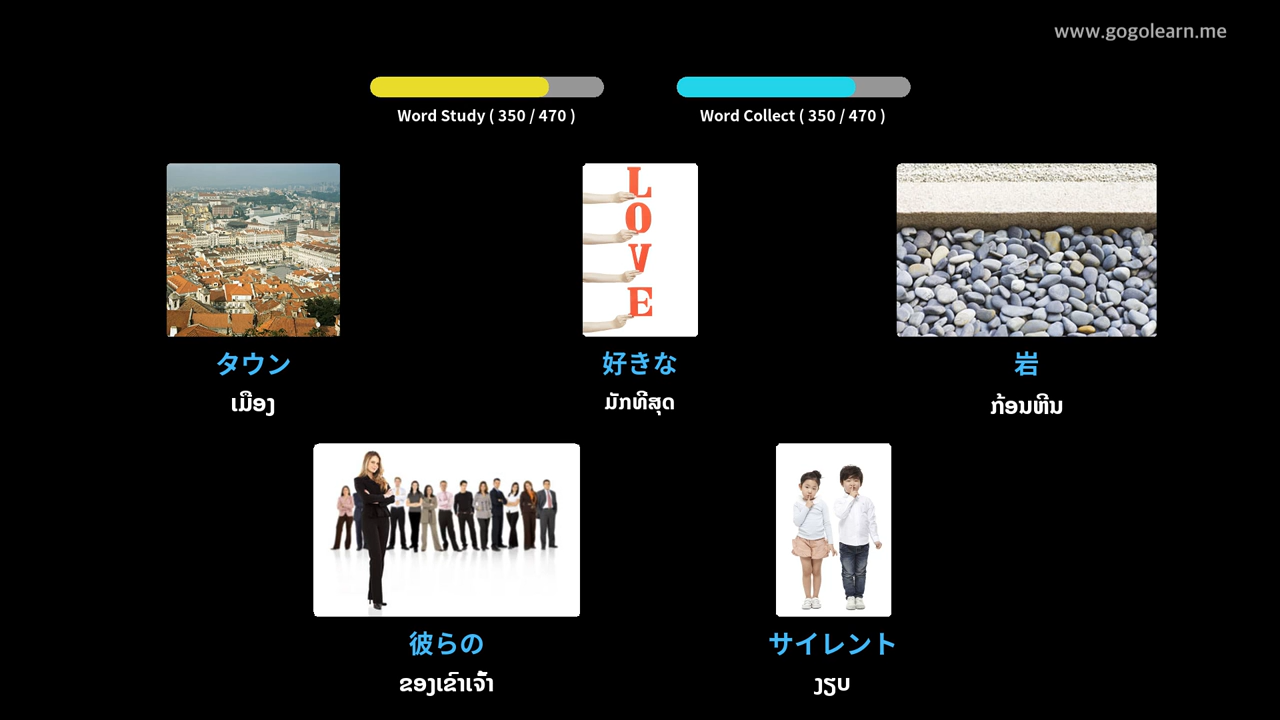 www.gogolearn.me
Word Study ( 350 / 470 )
Word Collect ( 350 / 470 )
L
O
V
E
タウン
好きな
岩
ເມືອງ
ມັກທີສຸດ
ກ້ອນຫີນ
彼らの
サイレント
ຂອງເຂົາເຈົ້າ
ງຽບ